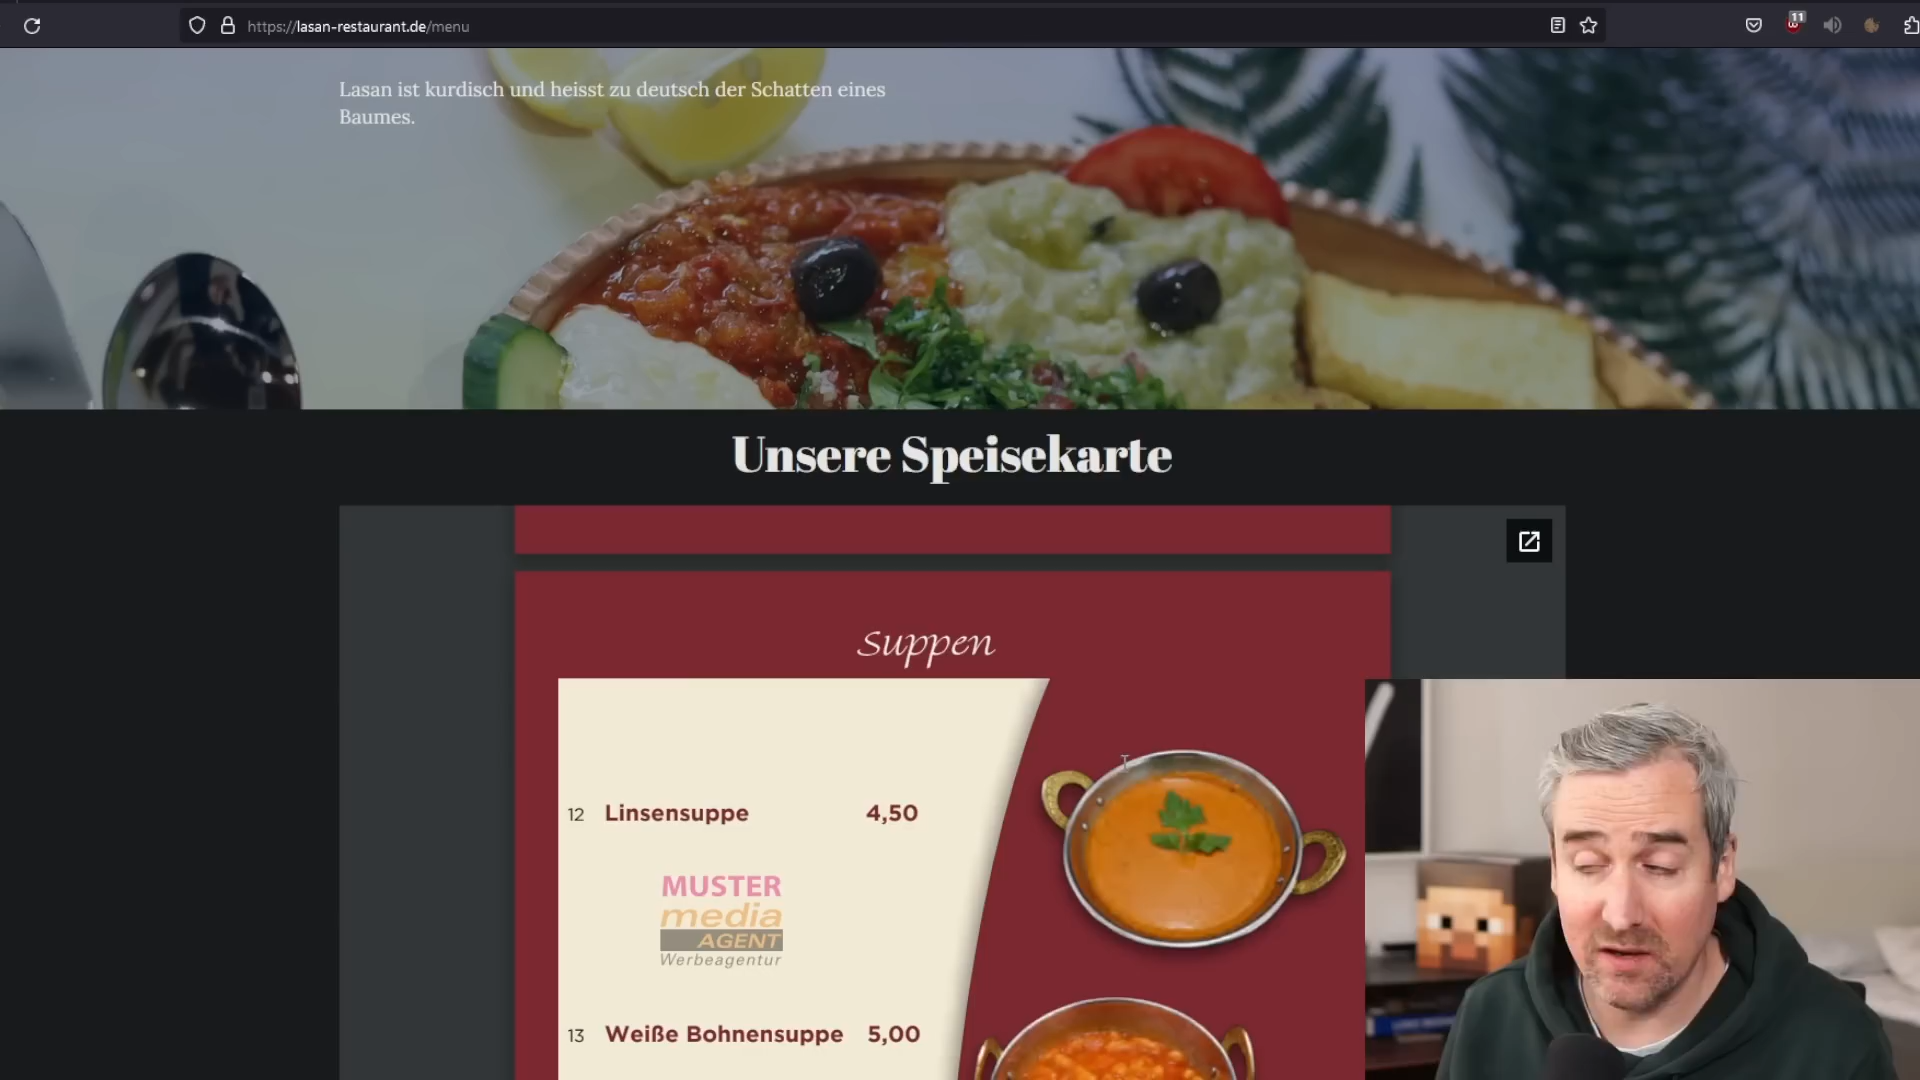 https://lasan-restaurant.de/menu
11
Lasan ist kurdisch und heisst zu deutsch der Schatten eines
Baumes.
Unsere Speisekarte
Suppen
12 Linsensuppe 4,50
MUSTER
media
AGENT
Werbeagentur
13 Weiße Bohnensuppe 5,00